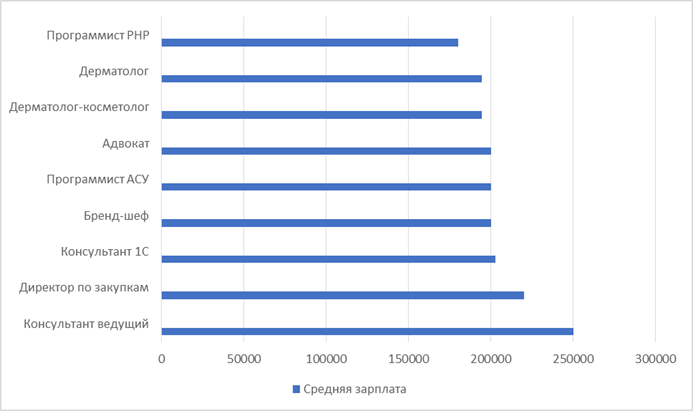 Программист PHP
Дерматолог
Дерматолог-косметолог
Адвокат
Программист АСУ
Бренд-шеф
Консультант 1С
Директор по закупкам
Консультант ведущий
0 50000 100000 150000 200000 250000 300000
Средняя зарплата